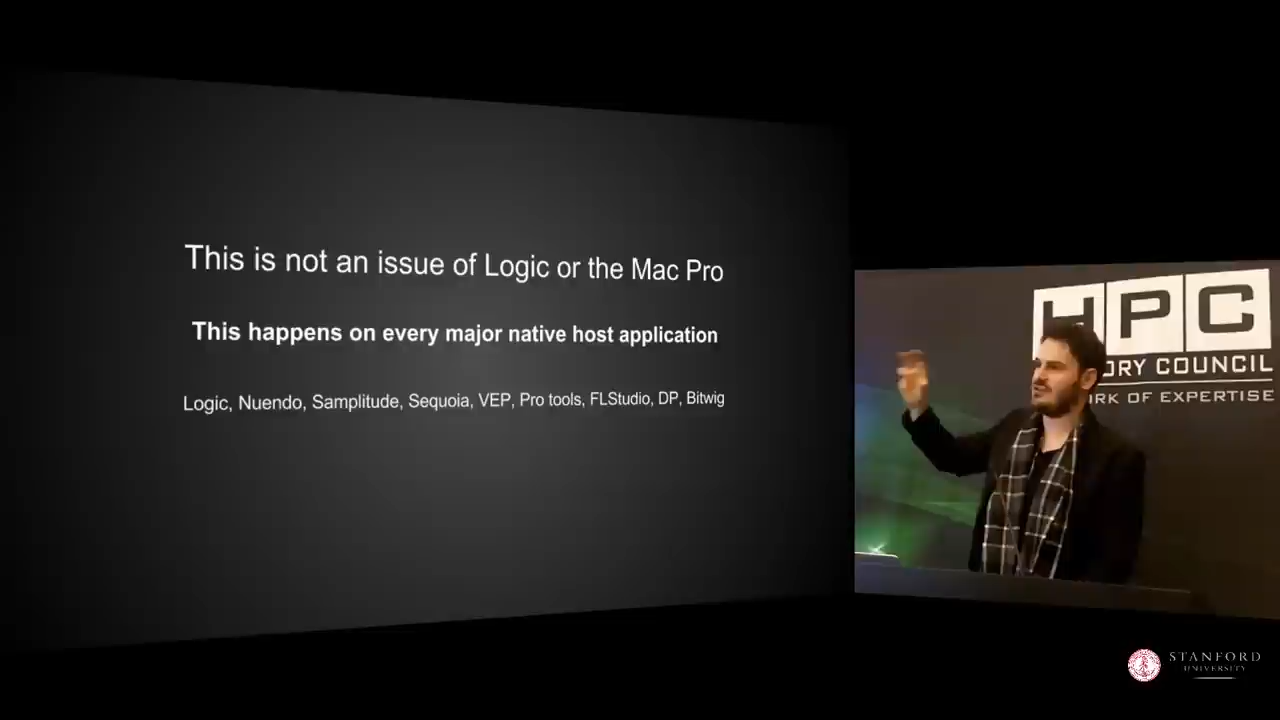 This is not an issue of Logic or the Mac Pro
This happens on every major native host application
Logic, Nuendo, Samplitude, Sequoia, VEP, Pro tools, FLStudio, DP, Bitwig
HPC
ORY COUNCIL
RK OF EXPERTISE
STANFORD
UNIVERSITY